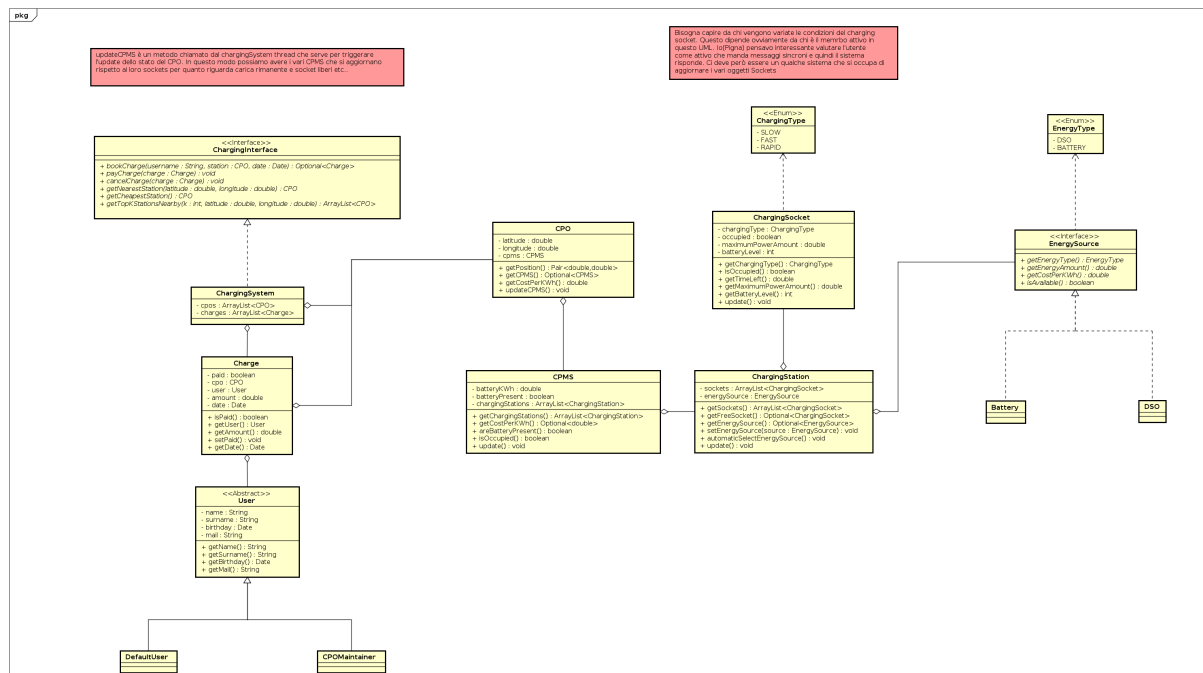 pkg
updateCPMS è un metodo chiamato dal chargingSystem thread che serve per triggerare
l'update dello stato del CPO. In questo modo possiamo avere i vari CPMS che si aggiornano
rispetto ai loro sockets per quanto riguarda carica rimanente e socket liberi etc...
Bisogna capire da chi vengono variate le condizioni del charging
socket. Questo dipende ovviamente da chi è il memrbo attivo in
questo UML. Io(Pigna) pensavo interessante valutare l'utente
come attivo che manda messaggi sincroni e quindi il sistema
risponde. Ci deve però essere un qualche sistema che si occupa di
aggiornare i vari oggetti Sockets
<<Interface>>
ChargingInterface
+ bookCharge(username : String, station : CPO, date : Date) : Optional<Charge>
+ payCharge(charge : Charge) : void
+ cancelCharge(charge : Charge) : void
+ getNearestStation(latitude : double, longitude : double) : CPO
+ getCheapestStation() : CPO
+ getTopKStationsNearby(k : int, latitude : double, longitude : double) : ArrayList<CPO>
<<Enum>>
ChargingType
- SLOW
- FAST
- RAPID
<<Enum>>
EnergyType
- DSO
- BATTERY
CPO
- latitude : double
- longitude : double
- cpms : CPMS
+ getPosition() : Pair<double,double>
+ getCPMS() : Optional<CPMS>
+ getCostPerKWh() : double
+ updateCPMS() : void
ChargingSocket
- chargingType : ChargingType
- occupied : boolean
- maximumPowerAmount : double
- batteryLevel : int
+ getChargingType() : ChargingType
+ isOccupied() : boolean
+ getTimeLeft() : double
+ getMaximumPowerAmount() : double
+ getBatteryLevel() : int
+ update() : void
<<Interface>>
EnergySource
+ getEnergyType() : EnergyType
+ getEnergyAmount() : double
+ getCostPerKWh() : double
+ isAvailable() : boolean
ChargingSystem
- cpos : ArrayList<CPO>
- charges : ArrayList<Charge>
Charge
- paid : boolean
- cpo : CPO
- user : User
- amount : double
- date : Date
+ isPaid() : boolean
+ getUser() : User
+ getAmount() : double
+ setPaid() : void
+ getDate() : Date
CPMS
- batteryKWh : double
- batteryPresent : boolean
- chargingStations : ArrayList<ChargingStation>
+ getChargingStations() : ArrayList<ChargingStation>
+ getCostPerKWh() : Optional<double>
+ areBatteryPresent() : boolean
+ isOccupied() : boolean
+ update() : void
ChargingStation
- sockets : ArrayList<ChargingSocket>
- energySource : EnergySource
+ getSockets() : ArrayList<ChargingSocket>
+ getFreeSocket() : Optional<ChargingSocket>
+ getEnergySource() : Optional<EnergySource>
+ setEnergySource(source : EnergySource) : void
+ automaticSelectEnergySource() : void
+ update() : void
Battery
DSO
<<Abstract>>
User
- name : String
- surname : String
- birthday : Date
- mail : String
+ getName() : String
+ getSurname() : String
+ getBirthday() : Date
+ getMail() : String
DefaultUser
CPOMaintainer